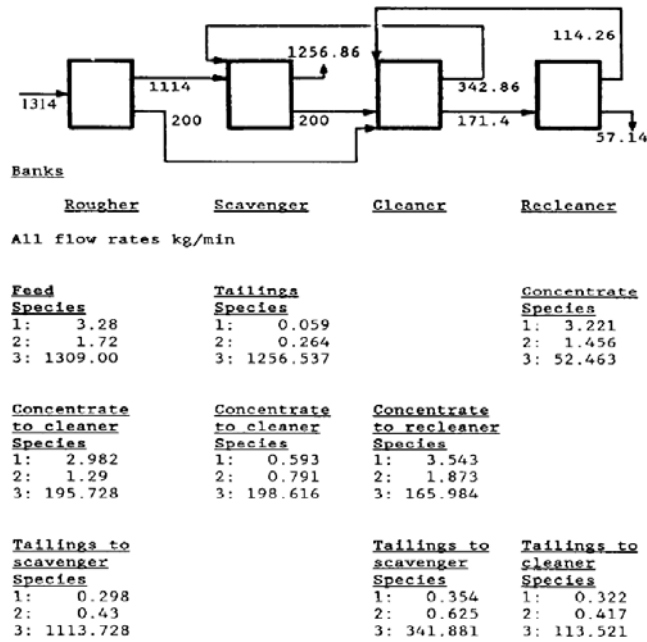 1256.86
114.26
1314
1114
342.86
200
200
171.4
57.14
Banks
Rougher Scavenger Cleaner Recleaner
All flow rates kg/min
Feed Tailings Concentrate
Species Species Species
1: 3.28 1: 0.059 1: 3.221
2: 1.72 2: 0.264 2: 1.456
3: 1309.00 3: 1256.537 3: 52.463
Concentrate Concentrate Concentrate
to cleaner to cleaner to recleaner
Species Species Species
1: 2.982 1: 0.593 1: 3.543
2: 1.29 2: 0.791 2: 1.873
3: 195.728 3: 198.616 3: 165.984
Tailings to Tailings to Tailings to
scavenger scavenger cleaner
Species Species Species
1: 0.298 1: 0.354 1: 0.322
2: 0.43 2: 0.625 2: 0.417
3: 1113.728 3: 341.881 3: 113.521